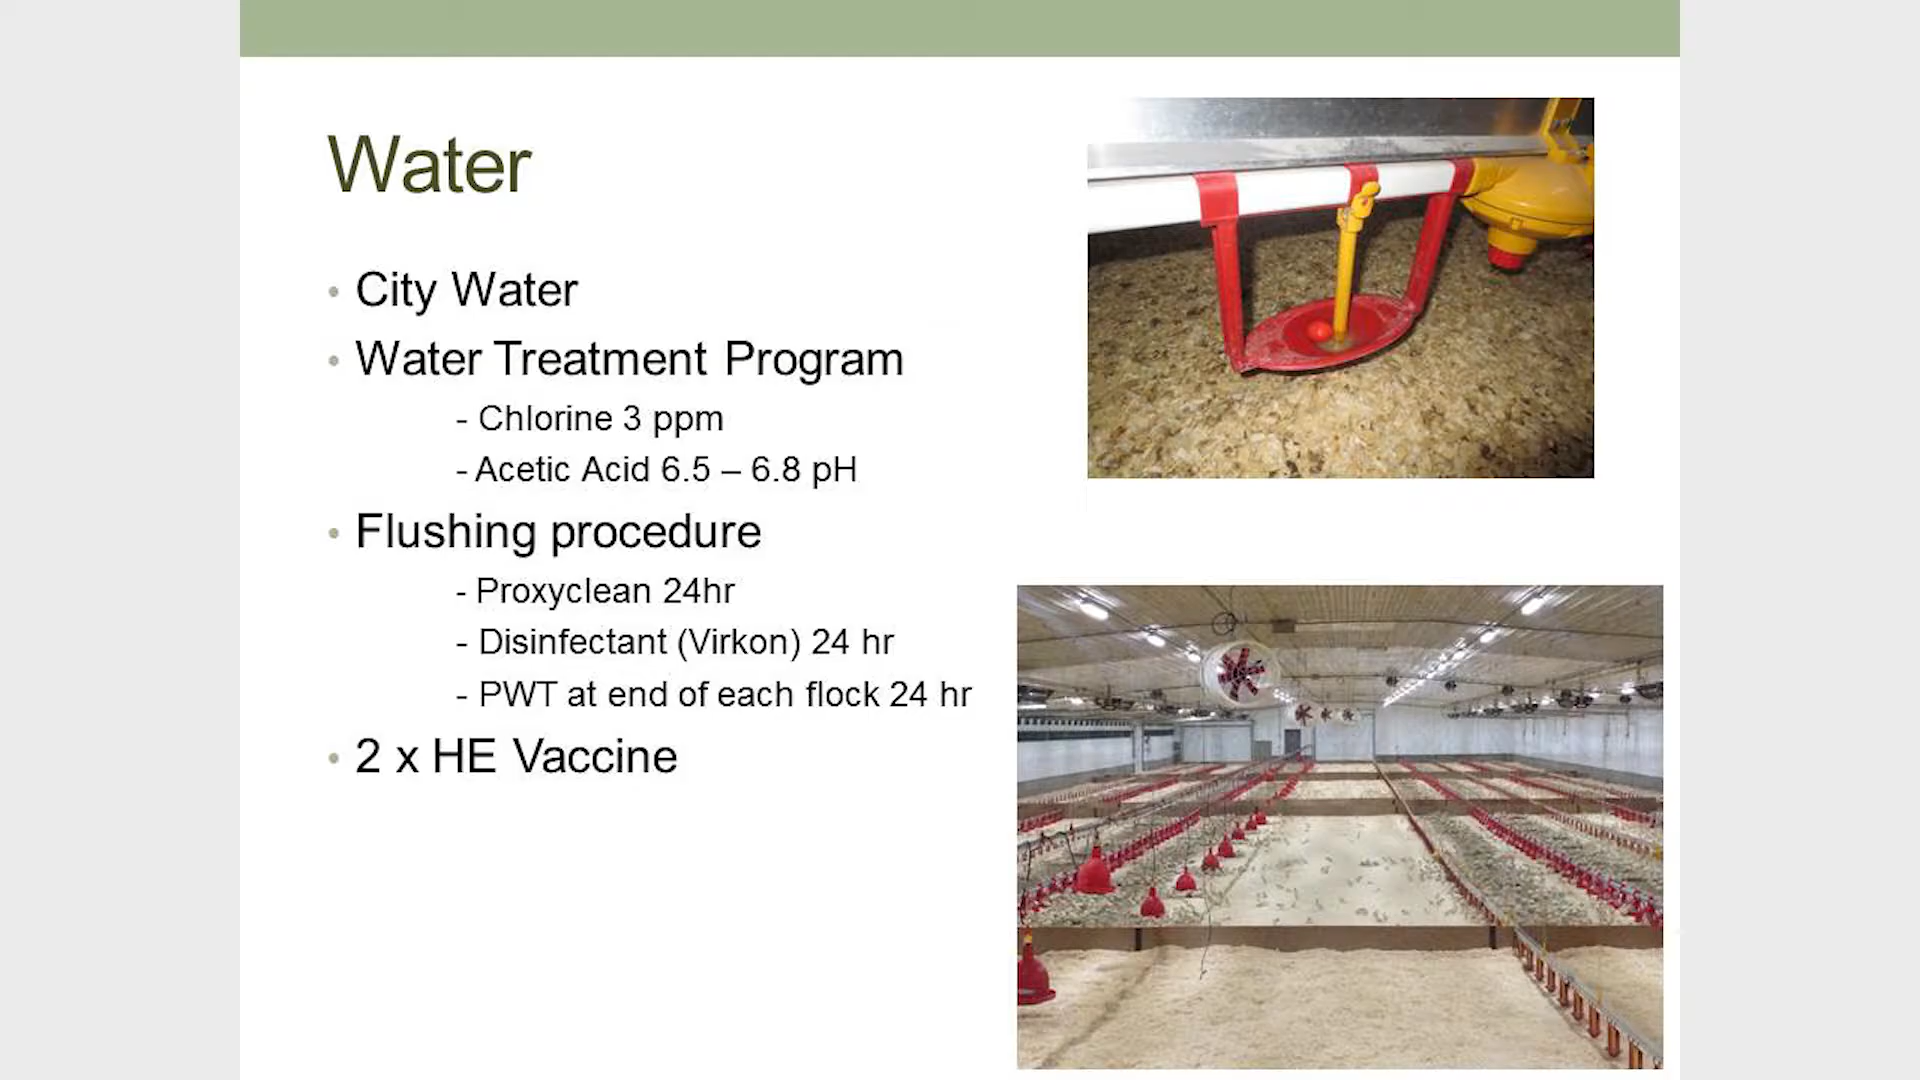 Water
• City Water
• Water Treatment Program
- Chlorine 3 ppm
- Acetic Acid 6.5 – 6.8 pH
• Flushing procedure
- Proxyclean 24hr
- Disinfectant (Virkon) 24 hr
- PWT at end of each flock 24 hr
• 2 x HE Vaccine